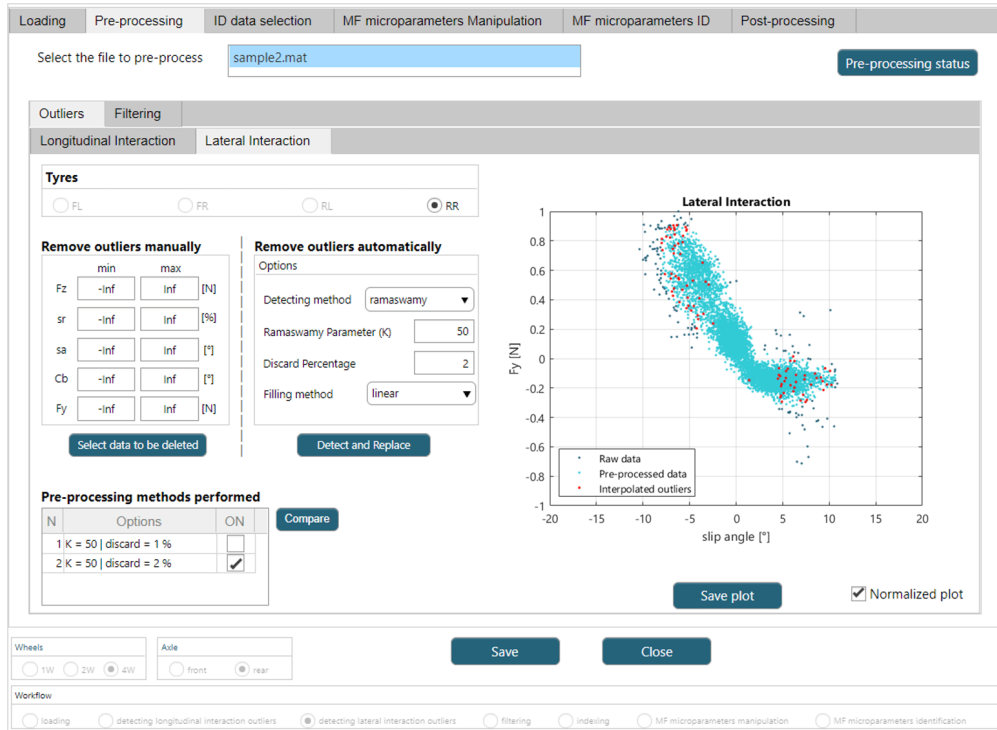 Loading Pre-processing ID data selection MF microparameters Manipulation MF microparameters ID Post-processing
Select the file to pre-process sample2.mat Pre-processing status
Outliers Filtering
Longitudinal Interaction Lateral Interaction
Tyres
FL FR RL RR
Remove outliers manually
min max
Fz -Inf Inf [N]
sr -Inf Inf [%]
sa -Inf Inf [°]
Cb -Inf Inf [°]
Fy -Inf Inf [N]
Select data to be deleted
Remove outliers automatically
Options
Detecting method ramaswamy
Ramaswamy Parameter (K) 50
Discard Percentage 2
Filling method linear
Detect and Replace
Pre-processing methods performed
N Options ON
1 K = 50 | discard = 1 %
2 K = 50 | discard = 2 %
Compare
Lateral Interaction
1
0.8
0.6
0.4
0.2
0
-0.2
-0.4
-0.6
-0.8
-1
Fy [N]
Raw data
Pre-processed data
Interpolated outliers
-20 -15 -10 -5 0 5 10 15 20
slip angle [°]
Save plot Normalized plot
Wheels
1W 2W 4W
Axle
front rear
Save Close
Workflow
loading detecting longitudinal interaction outliers detecting lateral interaction outliers filtering indexing MF microparameters manipulation MF microparameters identification